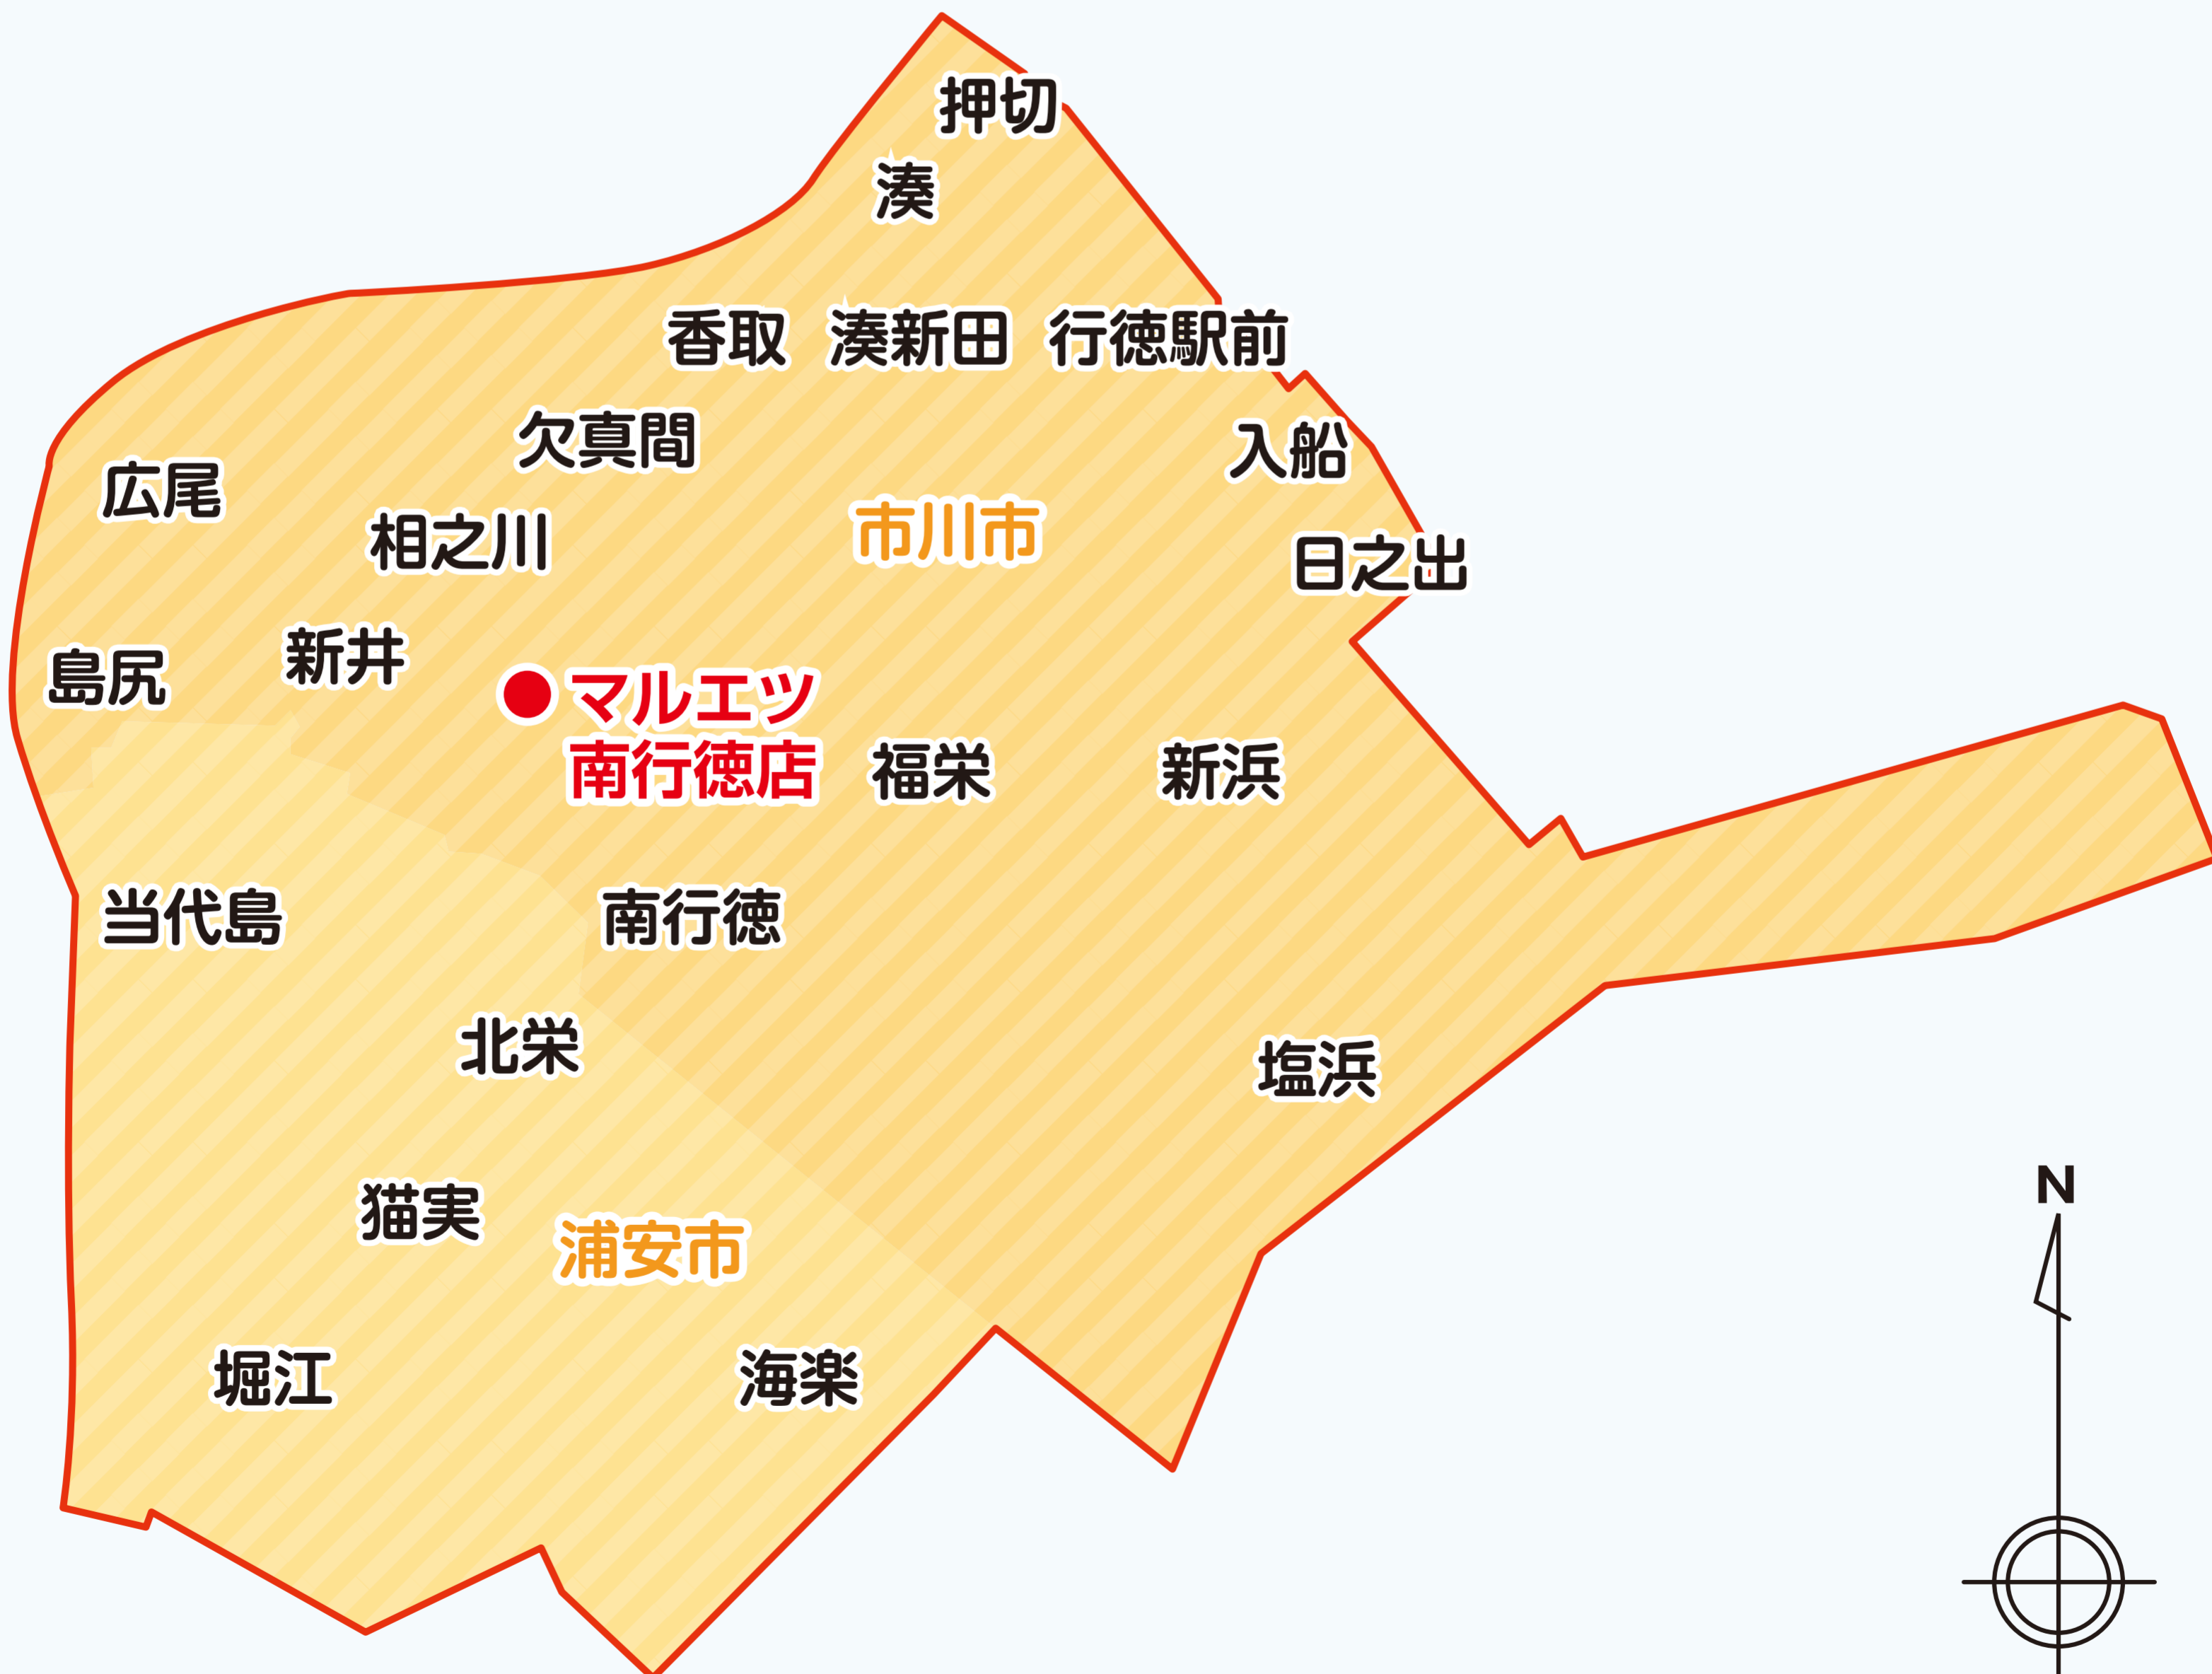 押切
湊
香取
湊新田
行徳駅前
欠真間
入船
広尾
相之川
市川市
日之出
新井
島尻
マルエツ
南行徳店
福栄
新浜
当代島
南行徳
北栄
塩浜
猫実
浦安市
堀江
海楽
N